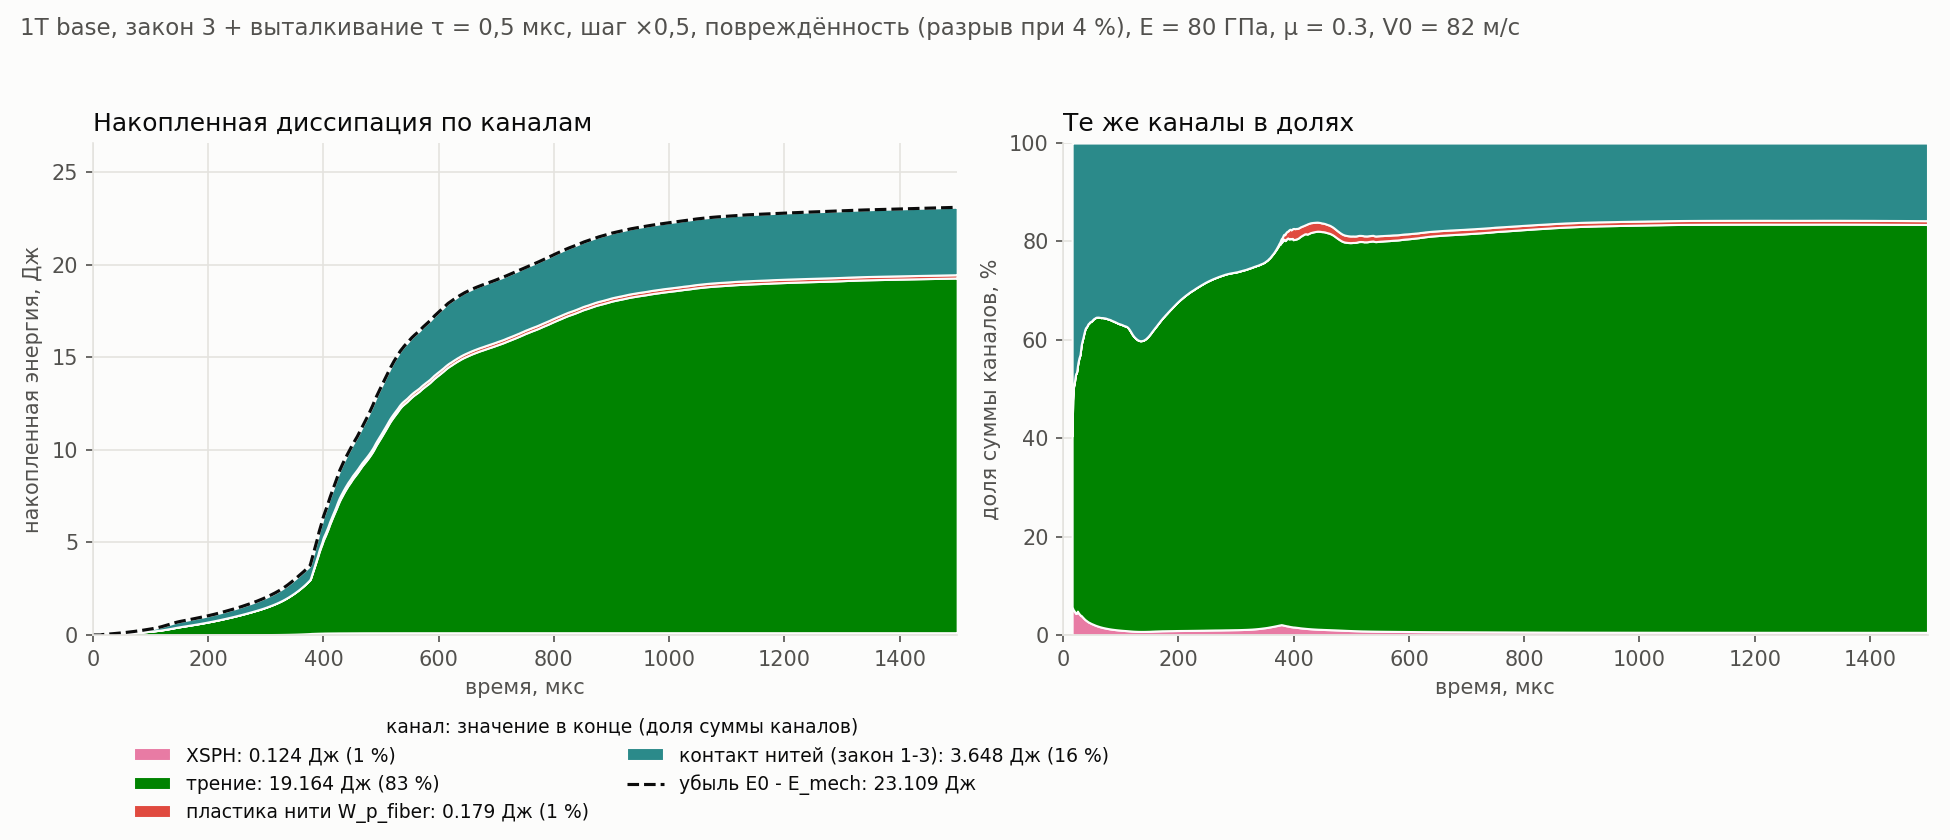 1T base, закон 3 + выталкивание τ = 0,5 мкс, шаг ×0,5, повреждённость (разрыв при 4 %), E = 80 ГПа, μ = 0.3, V0 = 82 м/с
Накопленная диссипация по каналам
накопленная энергия, Дж
25
20
15
10
5
0
0 200 400 600 800 1000 1200 1400
время, мкс
Те же каналы в долях
доля суммы каналов, %
100
80
60
40
20
0
0 200 400 600 800 1000 1200 1400
время, мкс
канал: значение в конце (доля суммы каналов)
XSPH: 0.124 Дж (1 %)
трение: 19.164 Дж (83 %)
пластика нити W_p_fiber: 0.179 Дж (1 %)
контакт нитей (закон 1-3): 3.648 Дж (16 %)
убыль E0 - E_mech: 23.109 Дж